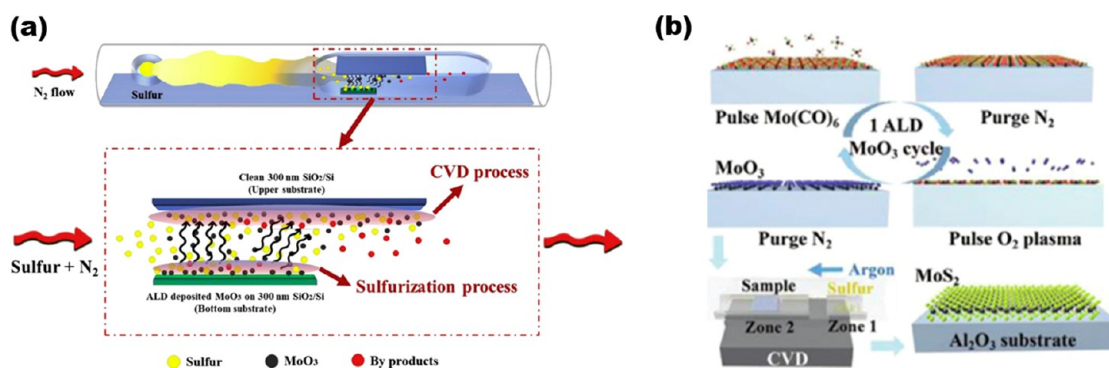 (a)
N₂ flow
Sulfur
Clean 300 nm SiO₂/Si
(Upper substrate)
CVD process
Sulfur + N₂
ALD deposited MoO₃ on 300 nm SiO₂/Si
(Bottom substrate)
Sulfurization process
Sulfur
MoO₃
By products
(b)
Pulse Mo(CO)₆
Purge N₂
1 ALD
MoO₃ cycle
MoO₃
Purge N₂
Pulse O₂ plasma
Argon
Sample
Sulfur
Zone 2
Zone 1
CVD
MoS₂
Al₂O₃ substrate